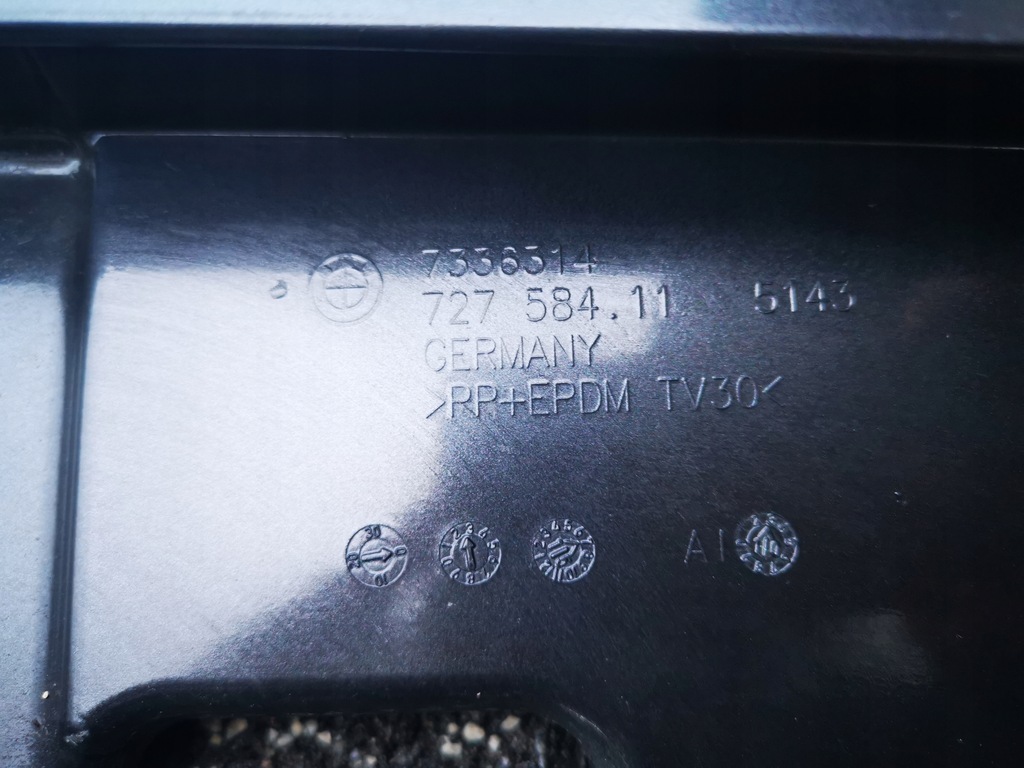 7336314
727 584.11 5143
GERMANY
>PP+EPDM TV30<
AI